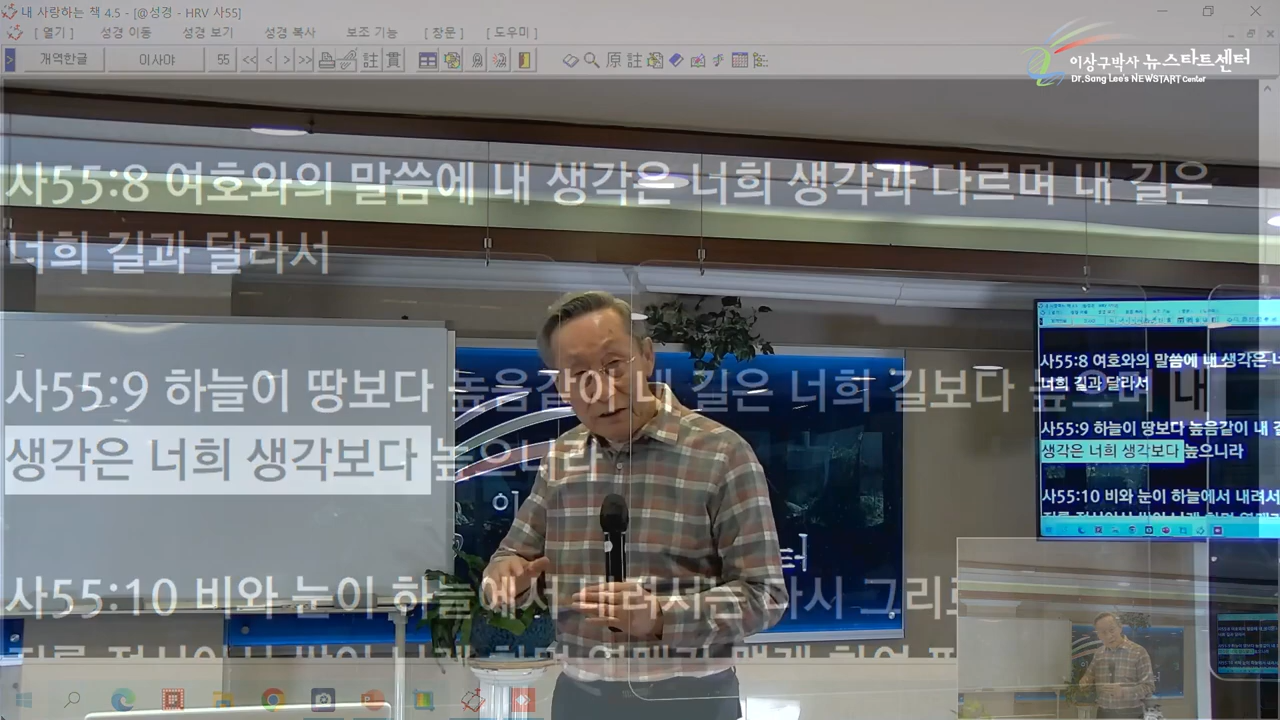 내 사랑하는 책 4.5 - [@성경 - HRV 사55]
[ 열기 ] 성경 이동 성경 보기 성경 복사 보조 기능 [ 창문 ] [ 도우미 ]
개역한글 이사야 55 << < > >> 原 註
이상구박사 뉴스타트센터
Dr.Sang Lee's NEWSTART Center
사55:8 여호와의 말씀에 내 생각은 너희 생각과 다르며 내 길은
너희 길과 달라서
사55:9 하늘이 땅보다 높음같이 내 길은 너희 길보다 높으며 내
생각은 너희 생각보다 높으니라
사55:10 비와 눈이 하늘에서 내려서는 다시 그리로
사55:8 여호와의 말씀에 내 생각은
너희 길과 달라서
사55:9 하늘이 땅보다 높음같이 내
생각은 너희 생각보다 높으니라
사55:10 비와 눈이 하늘에서 내려서